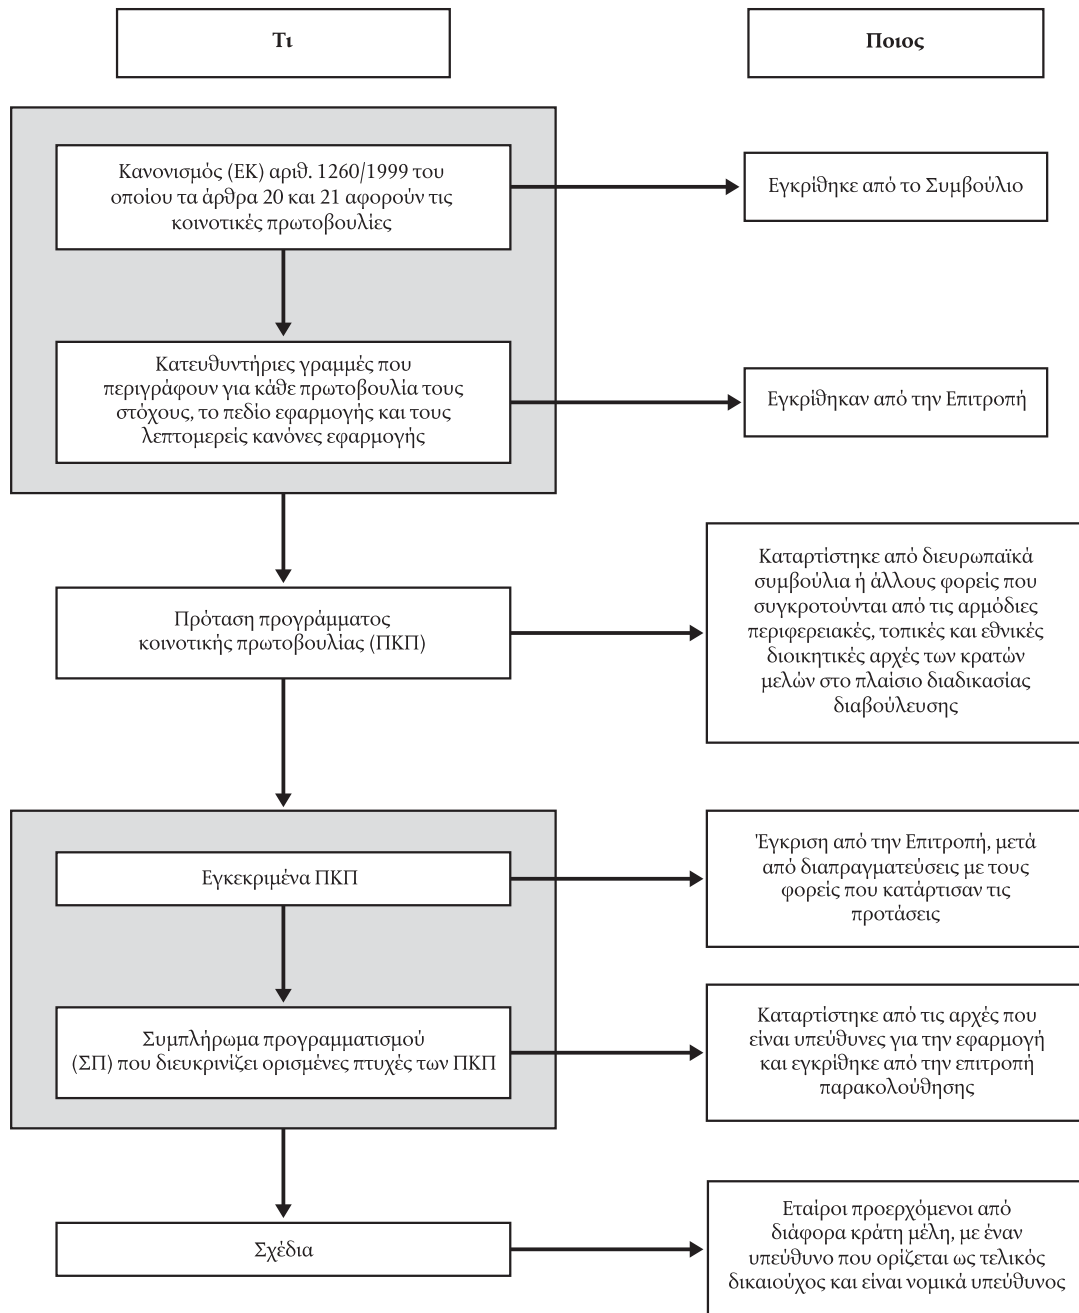 Τι
Ποιος
Κανονισμός (ΕΚ) αριθ. 1260/1999 του
οποίου τα άρθρα 20 και 21 αφορούν τις
κοινοτικές πρωτοβουλίες
Εγκρίθηκε από το Συμβούλιο
Κατευθυντήριες γραμμές που
περιγράφουν για κάθε πρωτοβουλία τους
στόχους, το πεδίο εφαρμογής και τους
λεπτομερείς κανόνες εφαρμογής
Εγκρίθηκαν από την Επιτροπή
Πρόταση προγράμματος
κοινοτικής πρωτοβουλίας (ΠΚΠ)
Καταρτίστηκε από διευρωπαϊκά
συμβούλια ή άλλους φορείς που
συγκροτούνται από τις αρμόδιες
περιφερειακές, τοπικές και εθνικές
διοικητικές αρχές των κρατών
μελών στο πλαίσιο διαδικασίας
διαβούλευσης
Εγκεκριμένα ΠΚΠ
Έγκριση από την Επιτροπή, μετά
από διαπραγματεύσεις με τους
φορείς που κατάρτισαν τις
προτάσεις
Συμπλήρωμα προγραμματισμού
(ΣΠ) που διευκρινίζει ορισμένες πτυχές των ΠΚΠ
Καταρτίστηκε από τις αρχές που
είναι υπεύθυνες για την εφαρμογή
και εγκρίθηκε από την επιτροπή
παρακολούθησης
Σχέδια
Εταίροι προερχόμενοι από
διάφορα κράτη μέλη, με έναν
υπεύθυνο που ορίζεται ως τελικός
δικαιούχος και είναι νομικά υπεύθυνος